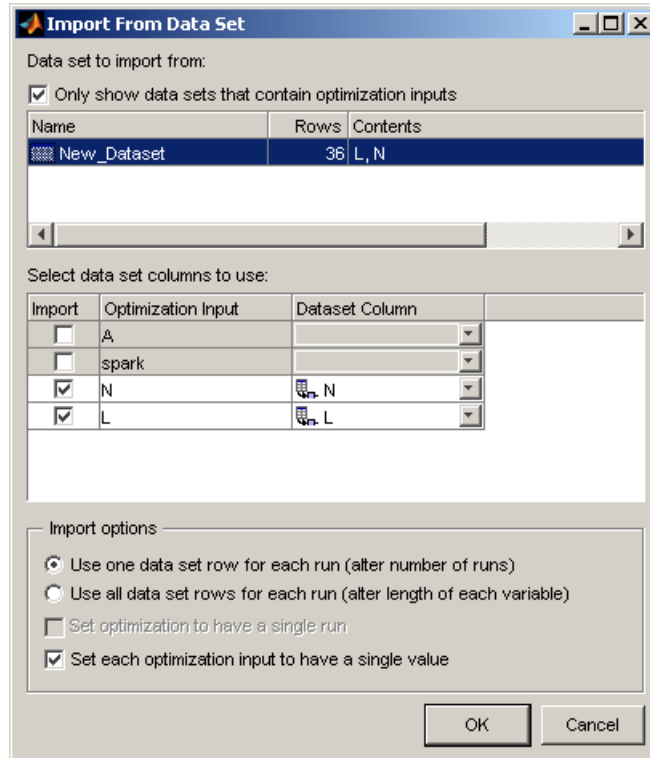 Import From Data Set
Data set to import from:
Only show data sets that contain optimization inputs
Name Rows Contents
New_Dataset 36 L, N
Select data set columns to use:
Import Optimization Input Dataset Column
A
spark
N N
L L
Import options
Use one data set row for each run (alter number of runs)
Use all data set rows for each run (alter length of each variable)
Set optimization to have a single run
Set each optimization input to have a single value
OK Cancel